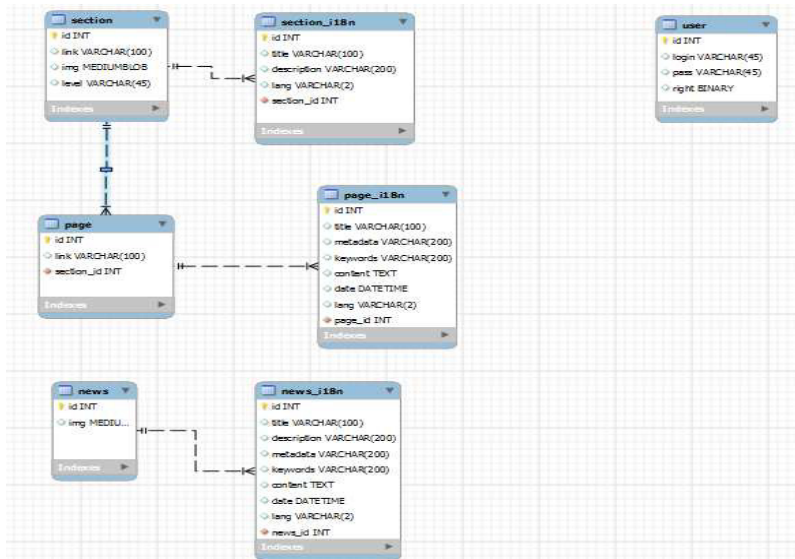 section
id INT
link VARCHAR(100)
img MEDIUMBLOB
level VARCHAR(45)
Indexes
section_i18n
id INT
title VARCHAR(100)
description VARCHAR(200)
lang VARCHAR(2)
section_id INT
Indexes
user
id INT
login VARCHAR(45)
pass VARCHAR(45)
right BINARY
Indexes
page
id INT
link VARCHAR(100)
section_id INT
Indexes
page_i18n
id INT
title VARCHAR(100)
metadata VARCHAR(200)
keywords VARCHAR(200)
content TEXT
date DATETIME
lang VARCHAR(2)
page_id INT
Indexes
news
id INT
img MEDIU...
Indexes
news_i18n
id INT
title VARCHAR(100)
description VARCHAR(200)
metadata VARCHAR(200)
keywords VARCHAR(200)
content TEXT
date DATETIME
lang VARCHAR(2)
news_id INT
Indexes